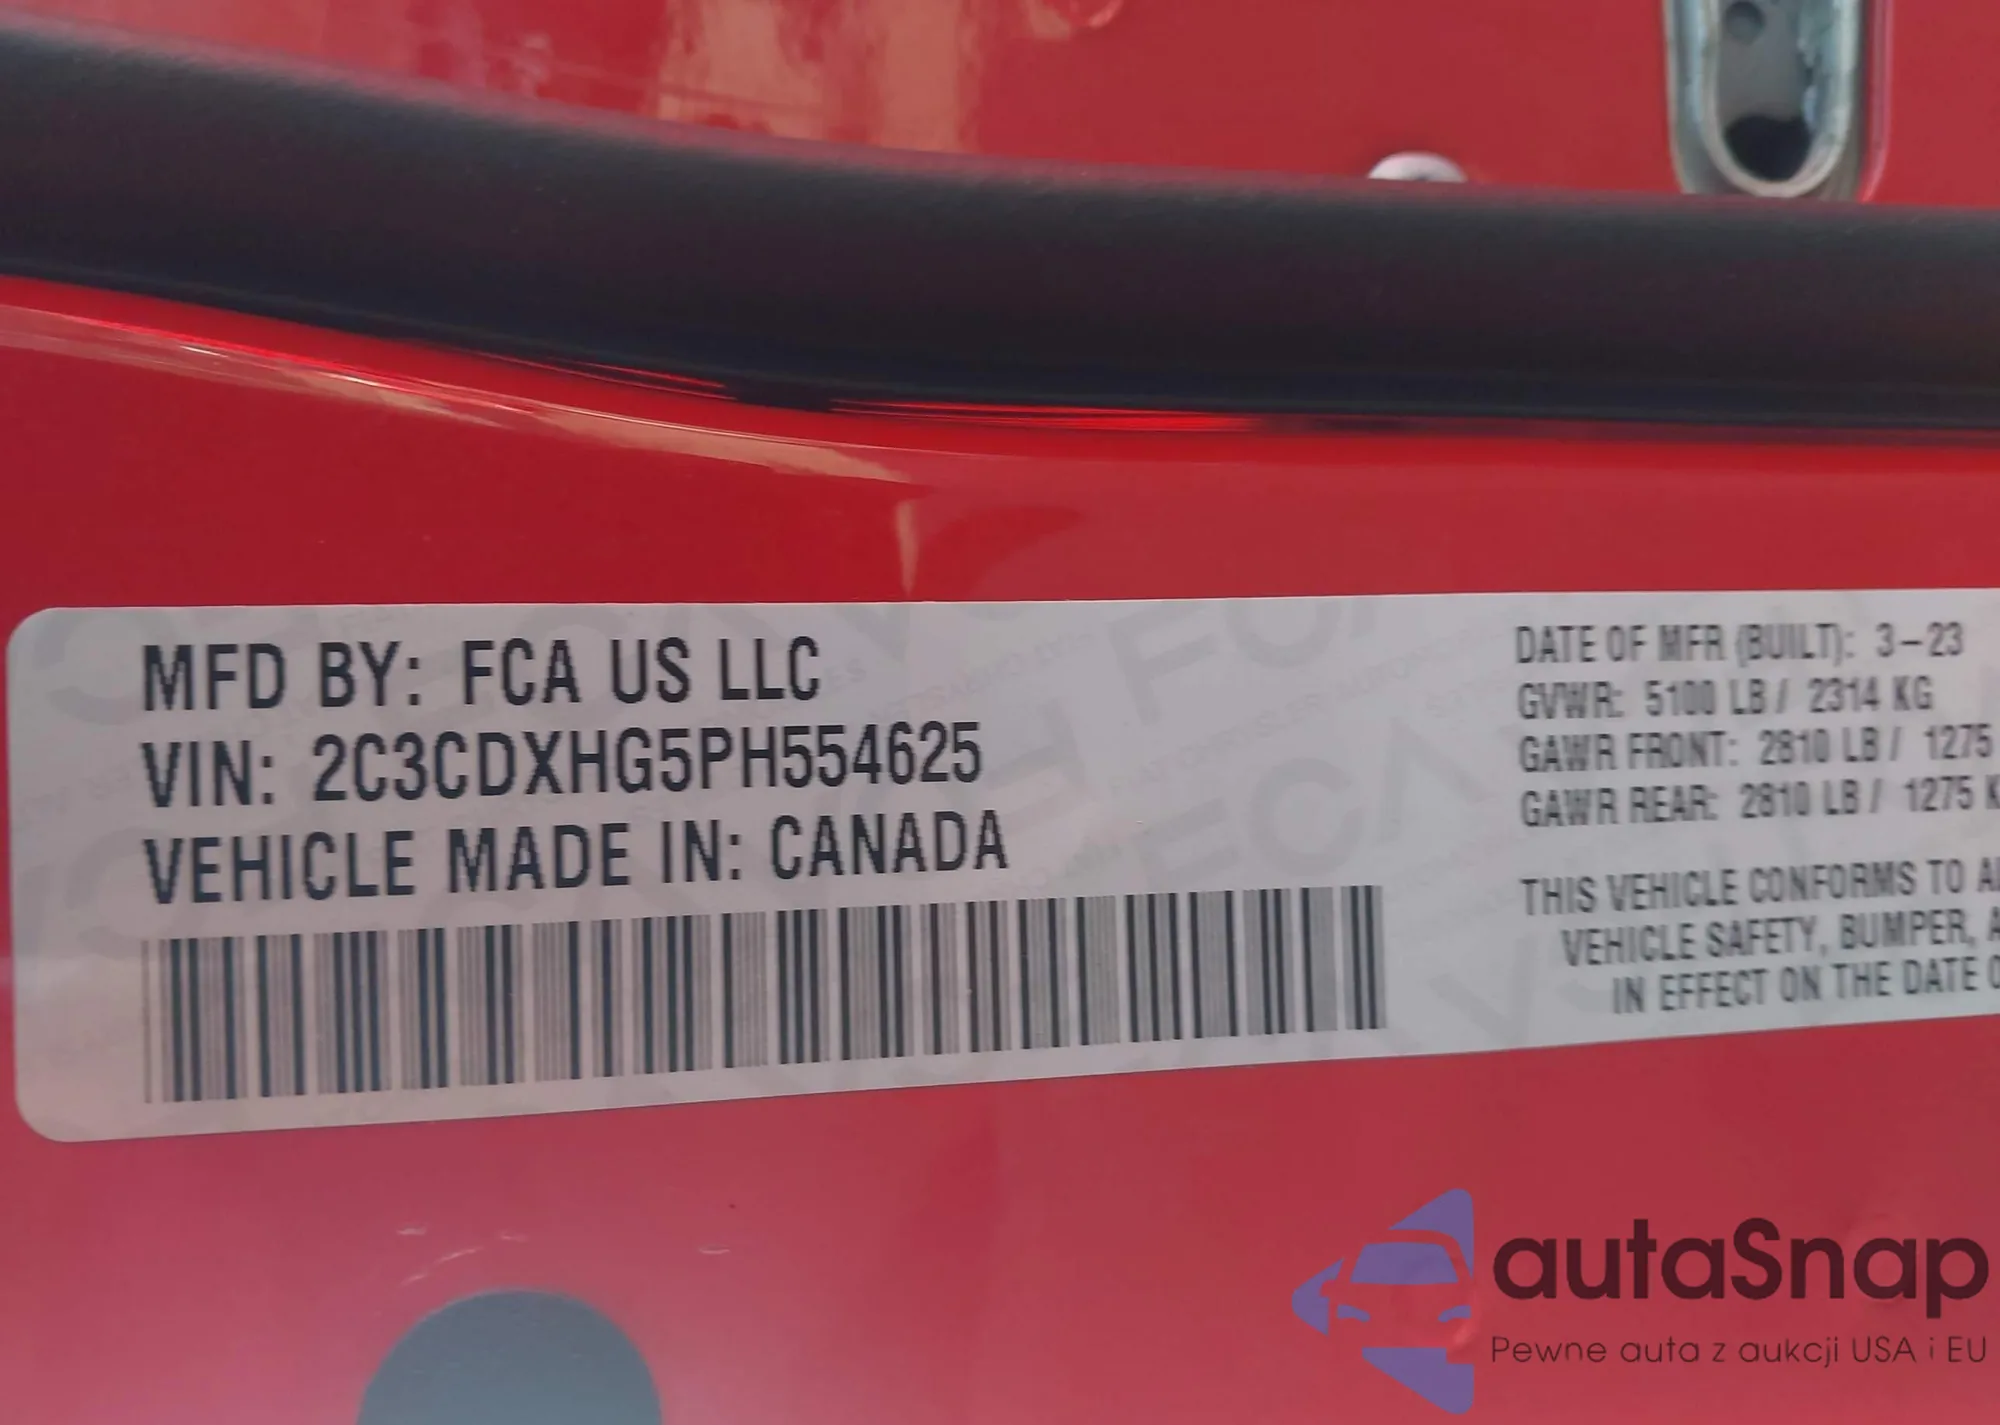 MFD BY: FCA US LLC
VIN: 2C3CDXHG5PH554625
VEHICLE MADE IN: CANADA
DATE OF MFR (BUILT): 3-23
GVWR: 5100 LB / 2314 KG
GAWR FRONT: 2810 LB / 1275
GAWR REAR: 2810 LB / 1275 K
THIS VEHICLE CONFORMS TO
VEHICLE SAFETY, BUMPER,
IN EFFECT ON THE DATE
autaSnap
Pewne auta z aukcji USA i EU